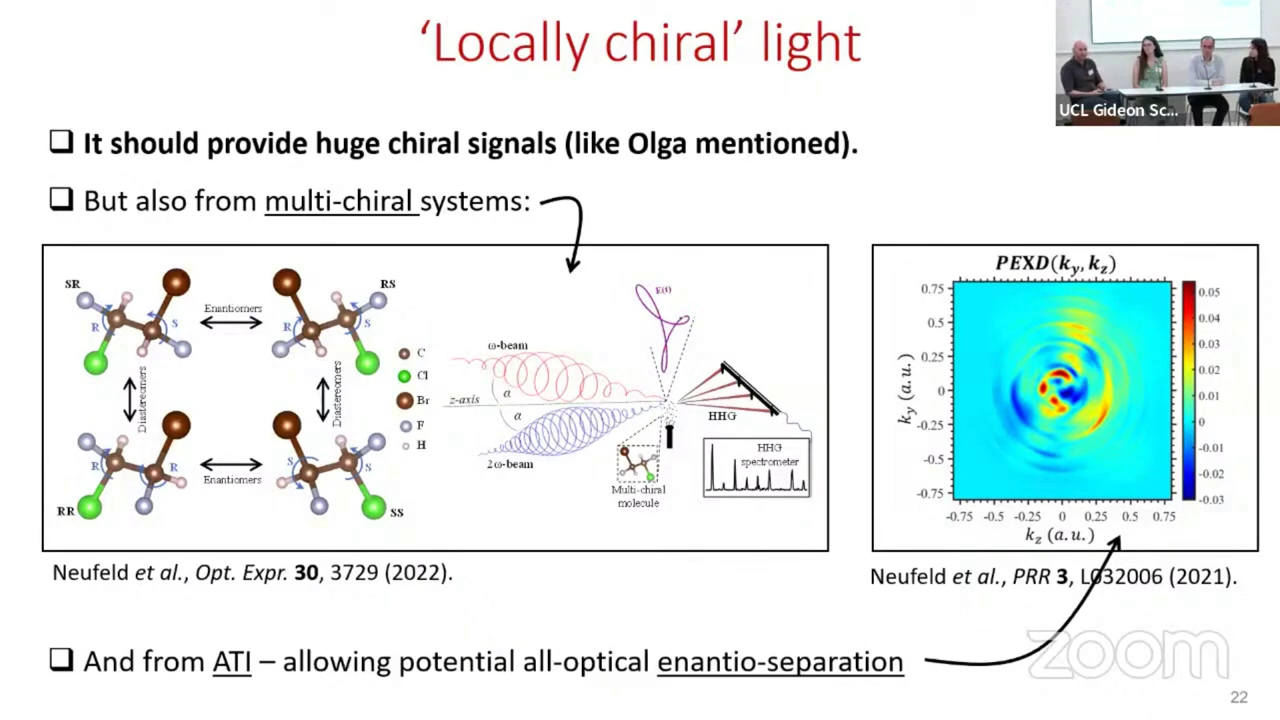 ‘Locally chiral’ light
UCL Gideon Sc...
It should provide huge chiral signals (like Olga mentioned).
But also from multi-chiral systems:
SR
Enantiomers
RS
R
S
R
S
Diastereomers
Diastereomers
C
Cl
Br
F
H
R
R
Enantiomers
S
S
RR
SS
E(t)
ω-beam
z-axis
α
α
2ω-beam
HHG
HHG
spectrometer
Multi-chiral
molecule
PEXD(k_y, k_z)
0.75
0.5
0.25
0
-0.25
-0.5
-0.75
k_y (a.u.)
-0.75 -0.5 -0.25 0 0.25 0.5 0.75
k_z (a.u.)
0.05
0.04
0.03
0.02
0.01
0
-0.01
-0.02
-0.03
Neufeld et al., Opt. Expr. 30, 3729 (2022).
Neufeld et al., PRR 3, L032006 (2021).
And from ATI – allowing potential all-optical enantio-separation
zoom
22